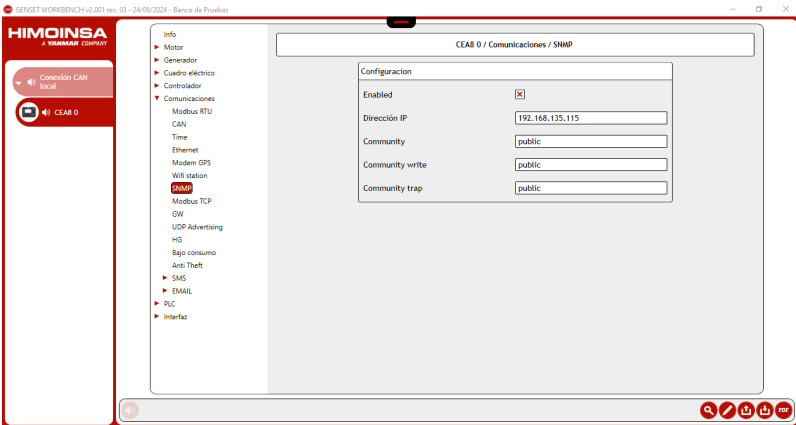 GENSET WORKBENCH v2.001 rev. 03 - 24/09/2024 - Banco de Pruebas
HIMOINSA
A YANMAR COMPANY
Conexión CAN
local
CEA8 0
Info
Motor
Generador
Cuadro eléctrico
Controlador
Comunicaciones
Modbus RTU
CAN
Time
Ethernet
Modem GPS
Wifi station
SNMP
Modbus TCP
GW
UDP Advertising
HG
Bajo consumo
Anti Theft
SMS
EMAIL
PLC
Interfaz
CEA8 0 / Comunicaciones / SNMP
Configuracion
Enabled
Dirección IP 192.168.135.115
Community public
Community write public
Community trap public
PDF